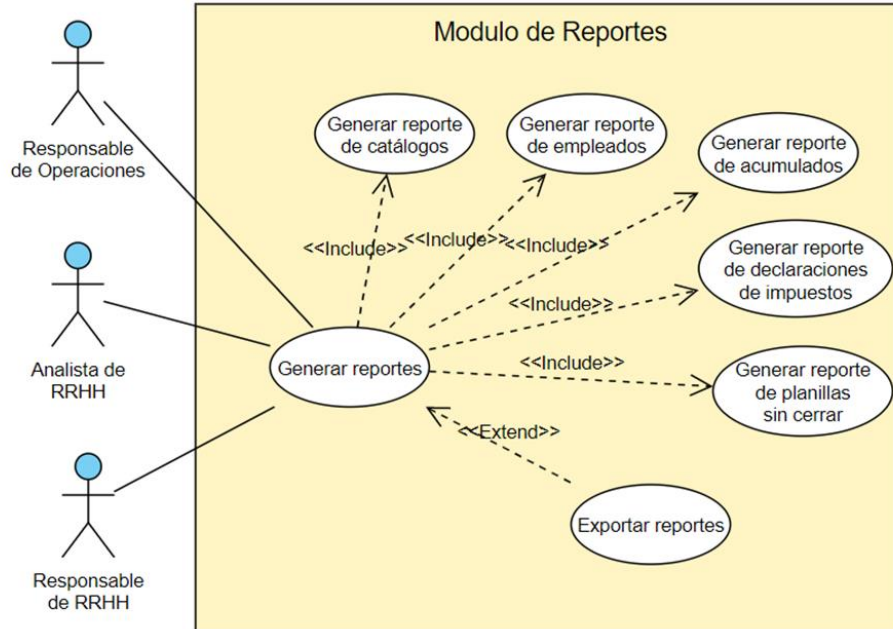 Modulo de Reportes
Responsable
de Operaciones
Generar reporte
de catálogos
Generar reporte
de empleados
Generar reporte
de acumulados
<<Include>>
<<Include>>
<<Include>>
Generar reporte
de declaraciones
de impuestos
<<Include>>
Analista de
RRHH
Generar reportes
<<Include>>
Generar reporte
de planillas
sin cerrar
<<Extend>>
Exportar reportes
Responsable
de RRHH